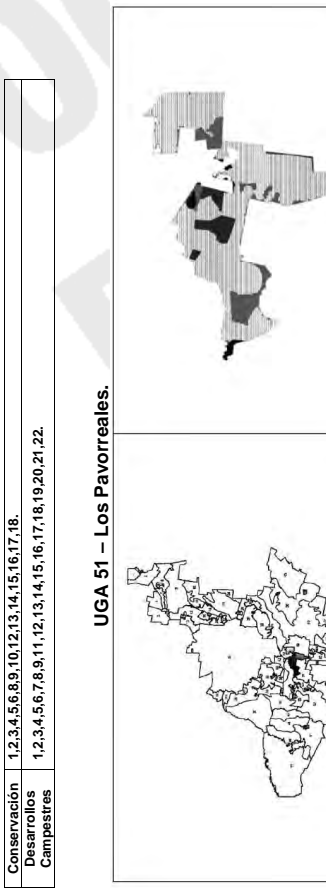 Conservación 1,2,3,4,5,6,8,9,10,12,13,14,15,16,17,18.
Desarrollos Campestres 1,2,3,4,5,6,7,8,9,11,12,13,14,15,16,17,18,19,20,21,22.
UGA 51 – Los Pavorreales.